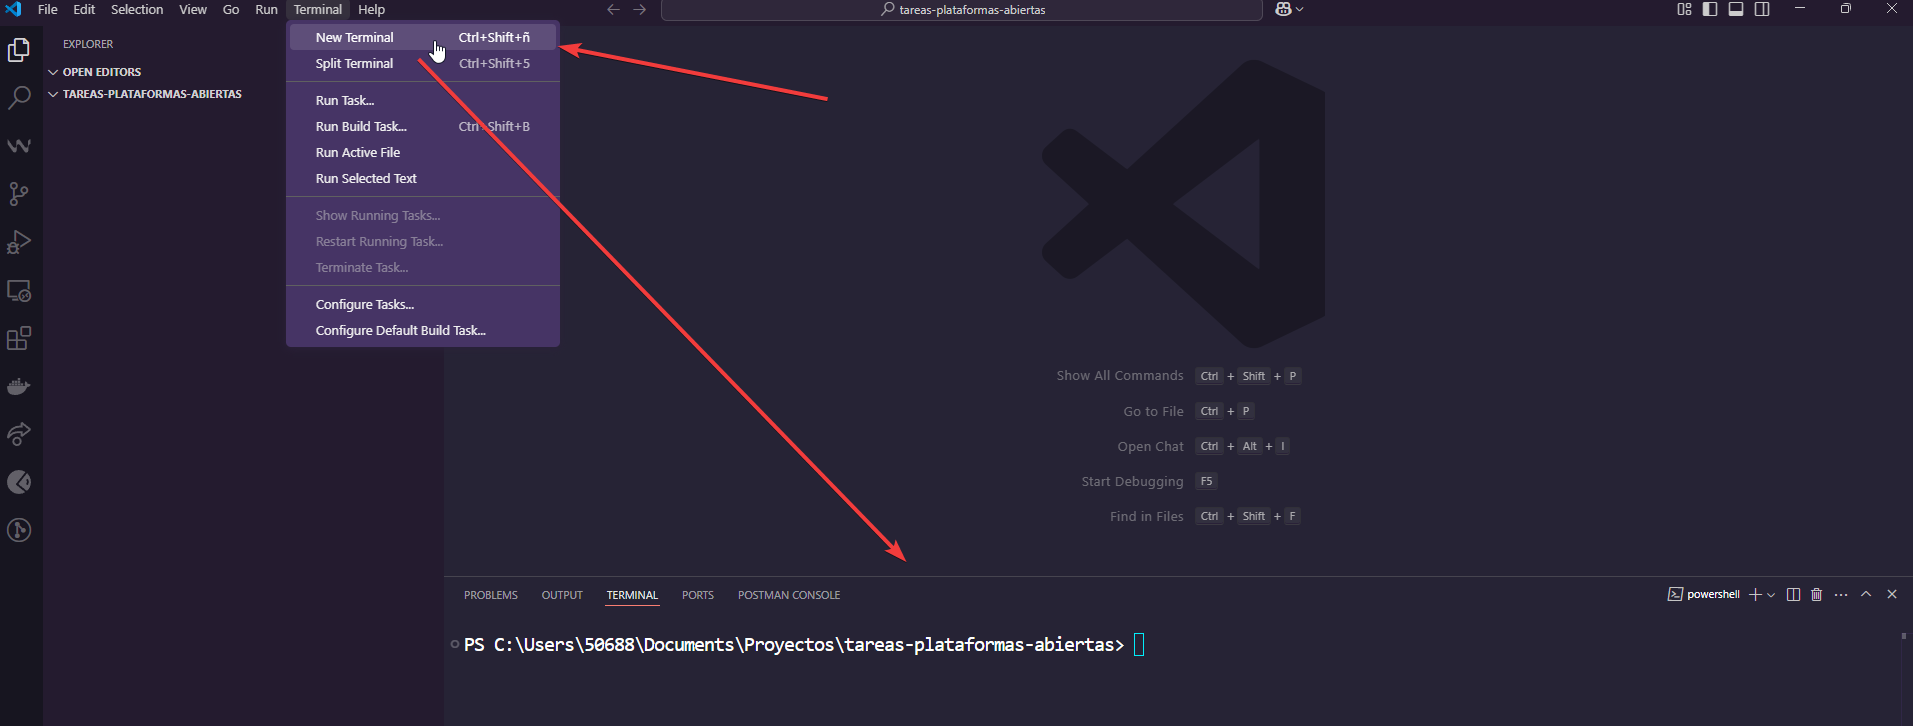 File Edit Selection View Go Run Terminal Help
tareas-plataformas-abiertas
EXPLORER
OPEN EDITORS
TAREAS-PLATAFORMAS-ABIERTAS
New Terminal Ctrl+Shift+ñ
Split Terminal Ctrl+Shift+5
Run Task...
Run Build Task... Ctrl+Shift+B
Run Active File
Run Selected Text
Show Running Tasks...
Restart Running Task...
Terminate Task...
Configure Tasks...
Configure Default Build Task...
Show All Commands Ctrl + Shift + P
Go to File Ctrl + P
Open Chat Ctrl + Alt + I
Start Debugging F5
Find in Files Ctrl + Shift + F
PROBLEMS OUTPUT TERMINAL PORTS POSTMAN CONSOLE
powershell
PS C:\Users\50688\Documents\Proyectos\tareas-plataformas-abiertas>